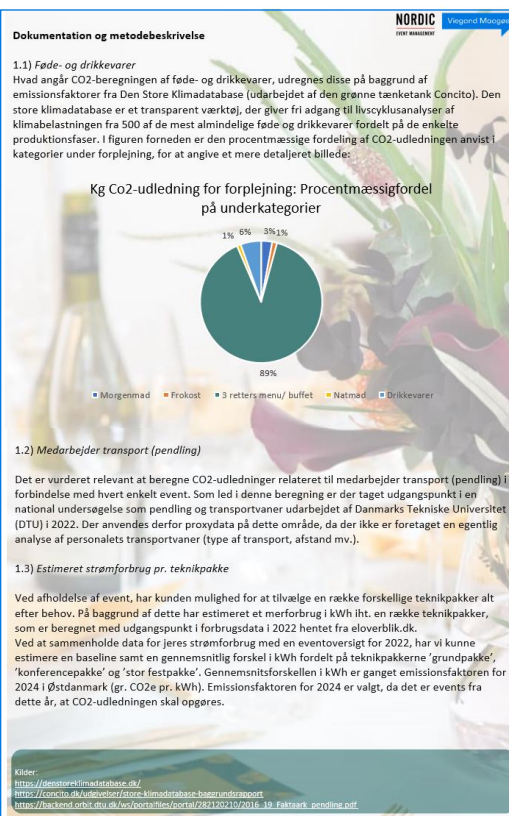 NORDIC
EVENT MANAGEMENT
Viegand Maagøe
Dokumentation og metodebeskrivelse
1.1) Føde- og drikkevarer
Hvad angår CO2-beregningen af føde- og drikkevarer, udregnes disse på baggrund af
emissionsfaktorer fra Den Store Klimadatabase (udarbejdet af den grønne tænketank Concito). Den
store klimadatabase er et transparent værktøj, der giver fri adgang til livscyklusanalyser af
klimabelastningen fra 500 af de mest almindelige føde og drikkevarer fordelt på de enkelte
produktionsfaser. I figuren forneden er den procentmæssige fordeling af CO2-udledningen anvist i
kategorier under forplejning, for at angive et mere detaljeret billede:
Kg Co2-udledning for forplejning: Procentmæssigfordel
på underkategorier
1% 6% 3% 1%
89%
Morgenmad Frokost 3 retters menu/ buffet Natmad Drikkevarer
1.2) Medarbejder transport (pendling)
Det er vurderet relevant at beregne CO2-udledninger relateret til medarbejder transport (pendling) i
forbindelse med hvert enkelt event. Som led i denne beregning er der taget udgangspunkt i en
national undersøgelse som pendling og transportvaner udarbejdet af Danmarks Tekniske Universitet
(DTU) i 2022. Der anvendes derfor proxydata på dette område, da der ikke er foretaget en egentlig
analyse af personalets transportvaner (type af transport, afstand mv.).
1.3) Estimeret strømforbrug pr. teknikpakke
Ved afholdelse af event, har kunden mulighed for at tilvælge en række forskellige teknikpakker alt
efter behov. På baggrund af dette har estimeret et merforbrug i kWh iht. en række teknikpakker,
som er beregnet med udgangspunkt i forbrugsdata i 2022 hentet fra eloverblik.dk.
Ved at sammenholde data for jeres strømforbrug med en eventoversigt for 2022, har vi kunne
estimere en baseline samt en gennemsnitlig forskel i kWh fordelt på teknikpakkerne 'grundpakke',
'konferencepakke' og 'stor festpakke'. Gennemsnitsforskellen i kWh er ganget emissionsfaktoren for
2024 i Østdanmark (gr. CO2e pr. kWh). Emissionsfaktoren for 2024 er valgt, da det er events fra
dette år, at CO2-udledningen skal opgøres.
Kilder:
https://denstoreklimadatabase.dk/
https://concito.dk/udgivelser/store-klimadatabase-baggrundsrapport
https://backend.orbit.dtu.dk/ws/portalfiles/portal/282120210/2016_19_Faktaark_pendling.pdf